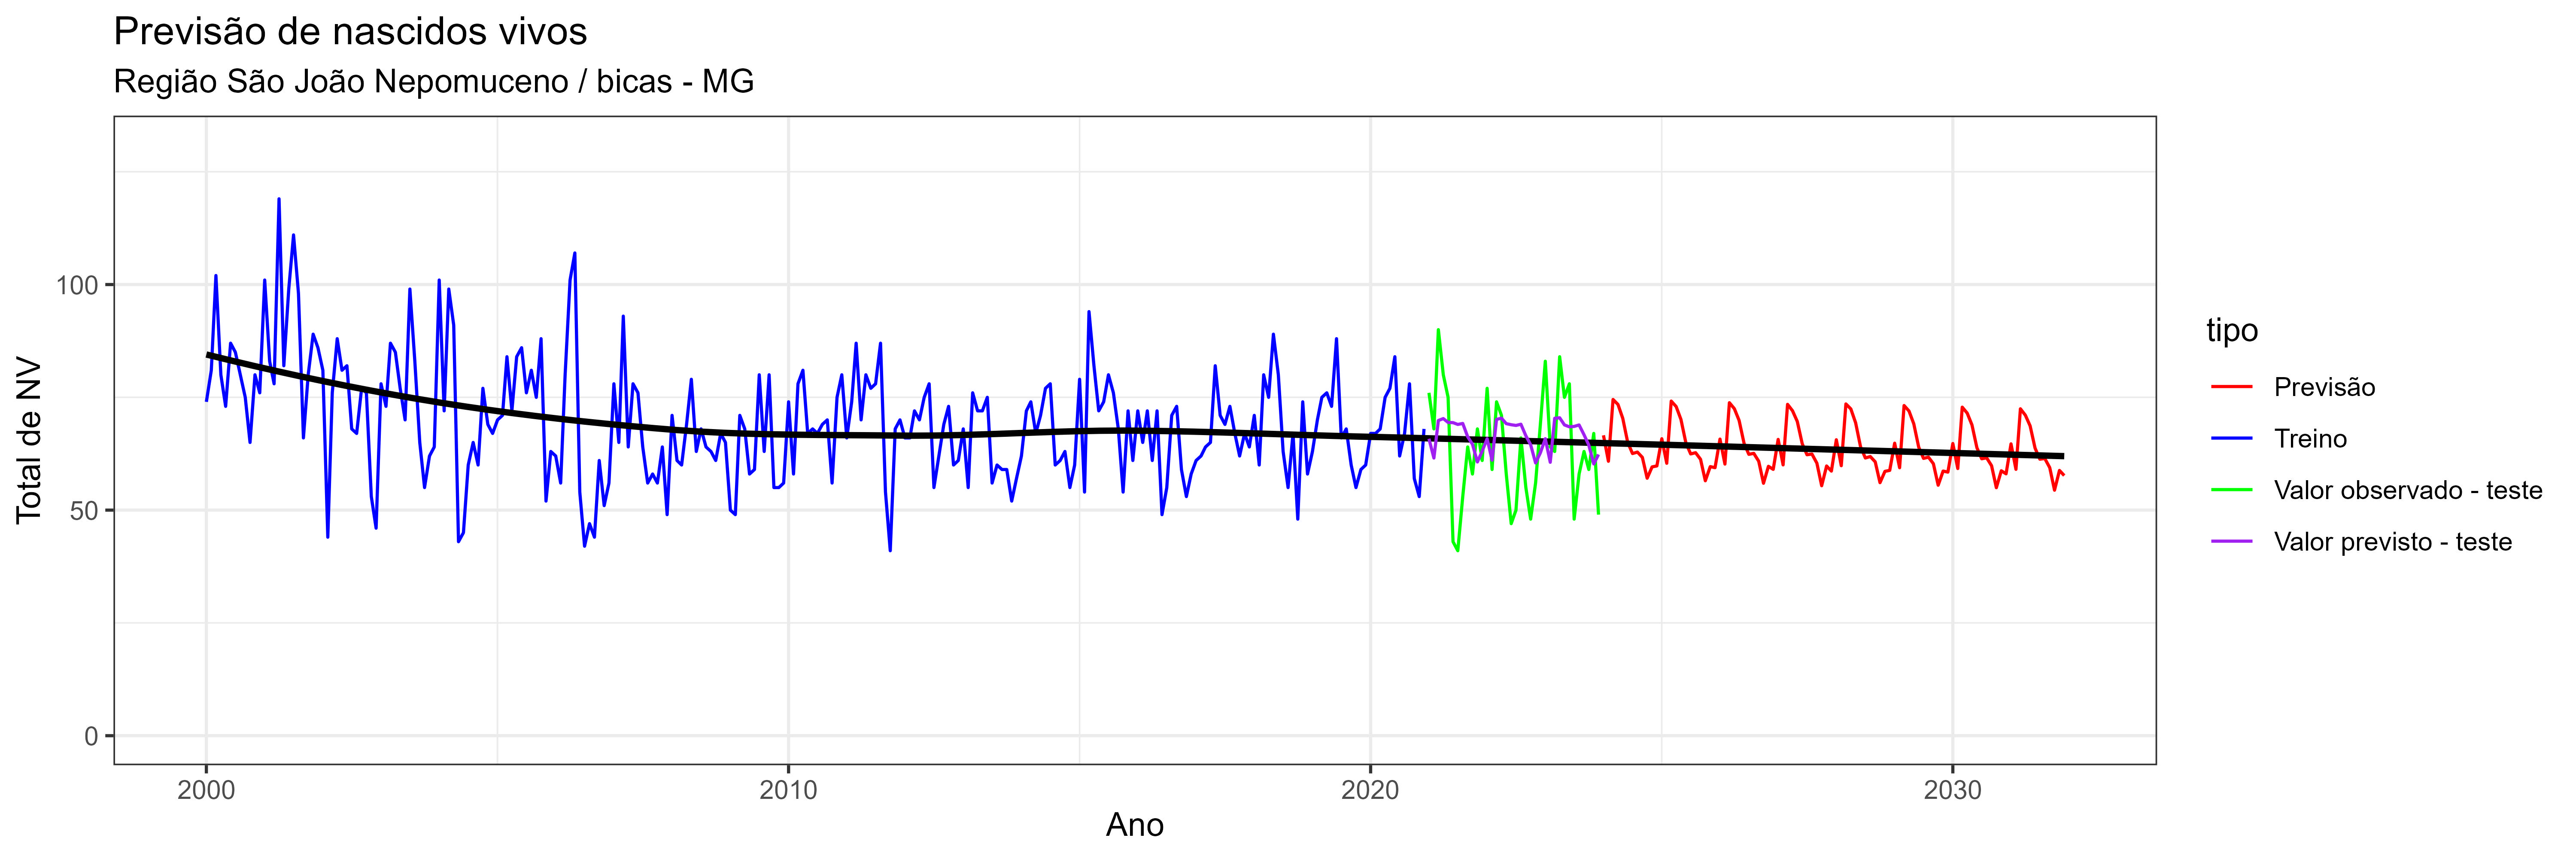 Previsão de nascidos vivos
Região São João Nepomuceno / bicas - MG
Total de NV
100
50
0
2000
2010
2020
2030
Ano
tipo
Previsão
Treino
Valor observado - teste
Valor previsto - teste